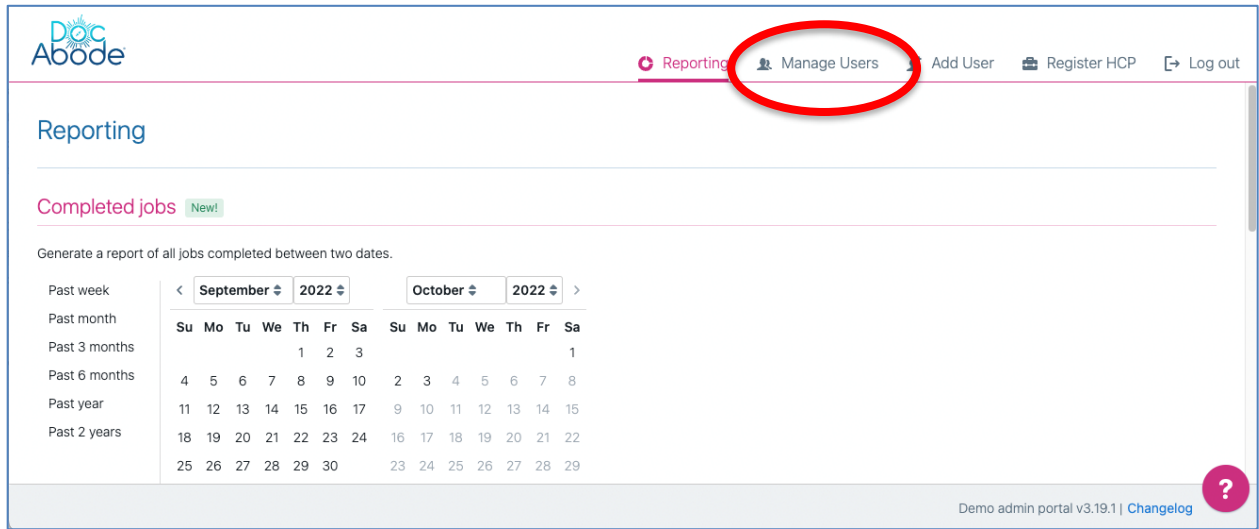 Doc
Abode
Reporting Manage Users Add User Register HCP Log out
Reporting
Completed jobs New!
Generate a report of all jobs completed between two dates.
Past week
Past month
Past 3 months
Past 6 months
Past year
Past 2 years
< September 2022 October 2022 >
Su Mo Tu We Th Fr Sa Su Mo Tu We Th Fr Sa
1 2 3 1
4 5 6 7 8 9 10 2 3 4 5 6 7 8
11 12 13 14 15 16 17 9 10 11 12 13 14 15
18 19 20 21 22 23 24 16 17 18 19 20 21 22
25 26 27 28 29 30 23 24 25 26 27 28 29
?
Demo admin portal v3.19.1 | Changelog